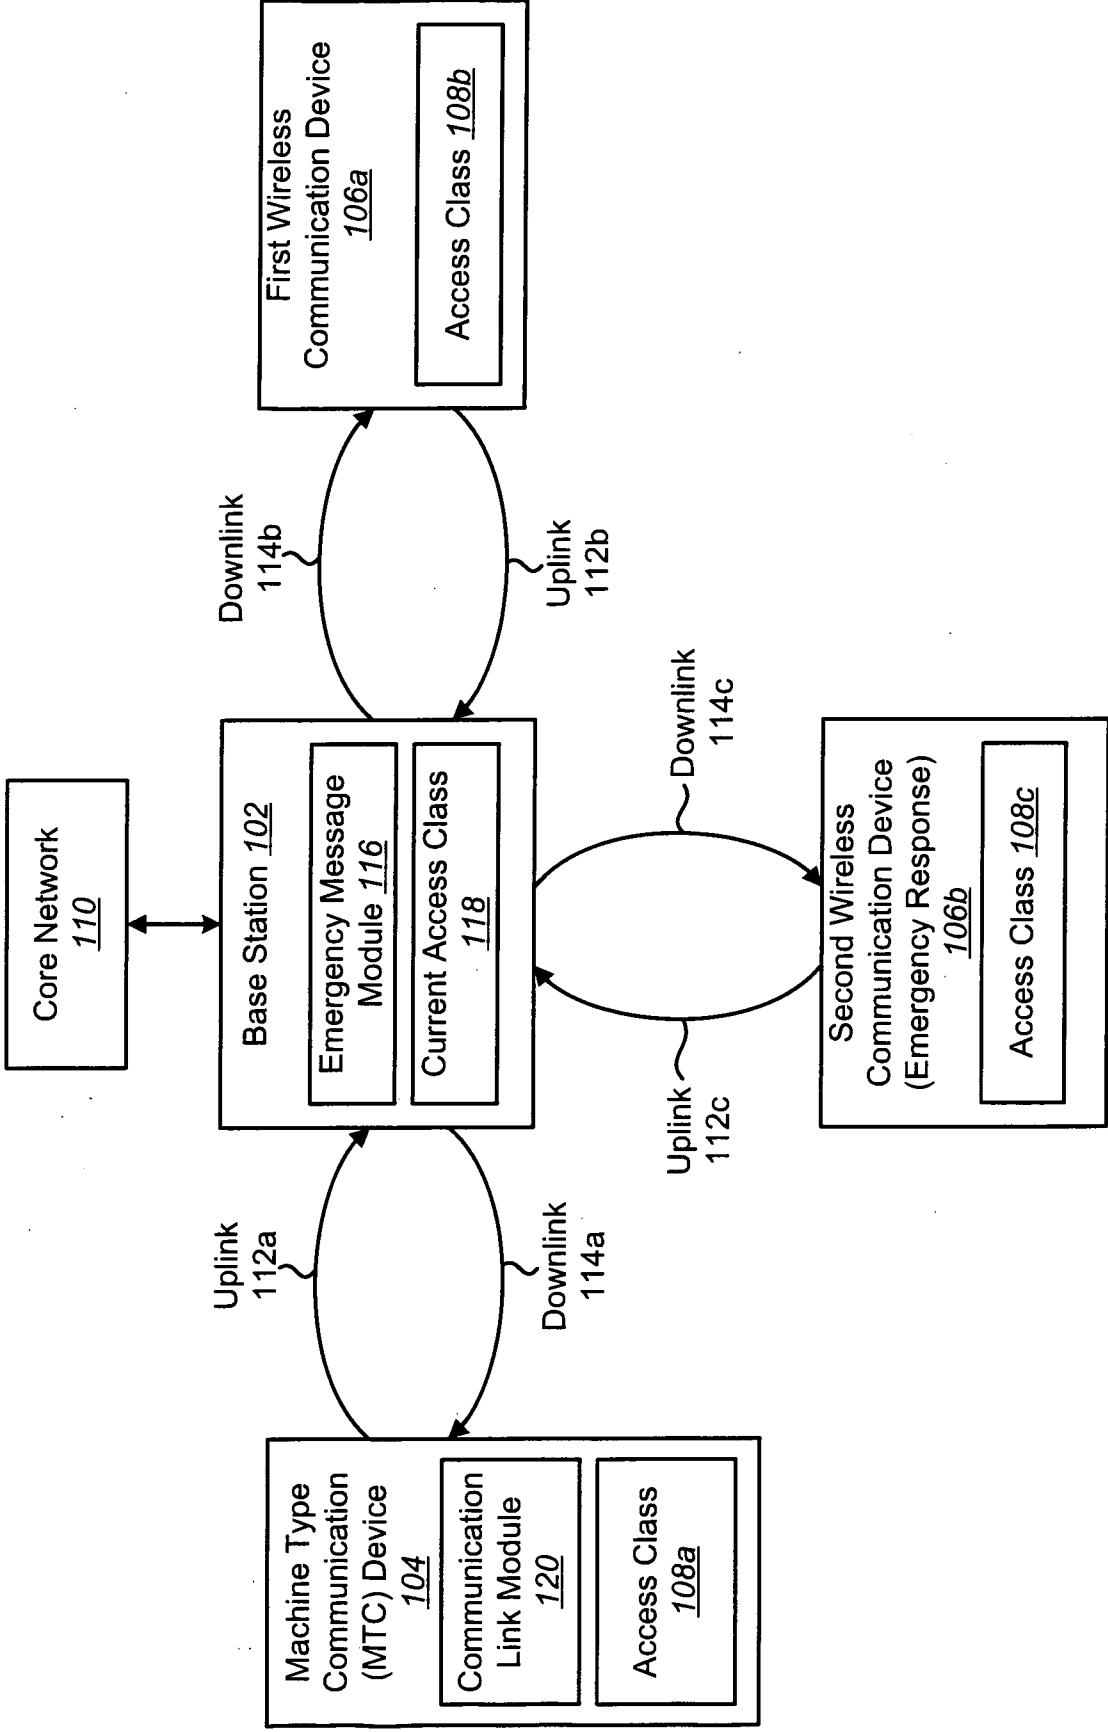 Core Network
110
Base Station 102
Emergency Message
Module 116
Current Access Class
118
Uplink
112a
Downlink
114a
Downlink
114b
Uplink
112b
Machine Type
Communication
(MTC) Device
104
Communication
Link Module
120
Access Class
108a
First Wireless
Communication Device
106a
Access Class 108b
Uplink
112c
Downlink
114c
Second Wireless
Communication Device
(Emergency Response)
106b
Access Class 108c